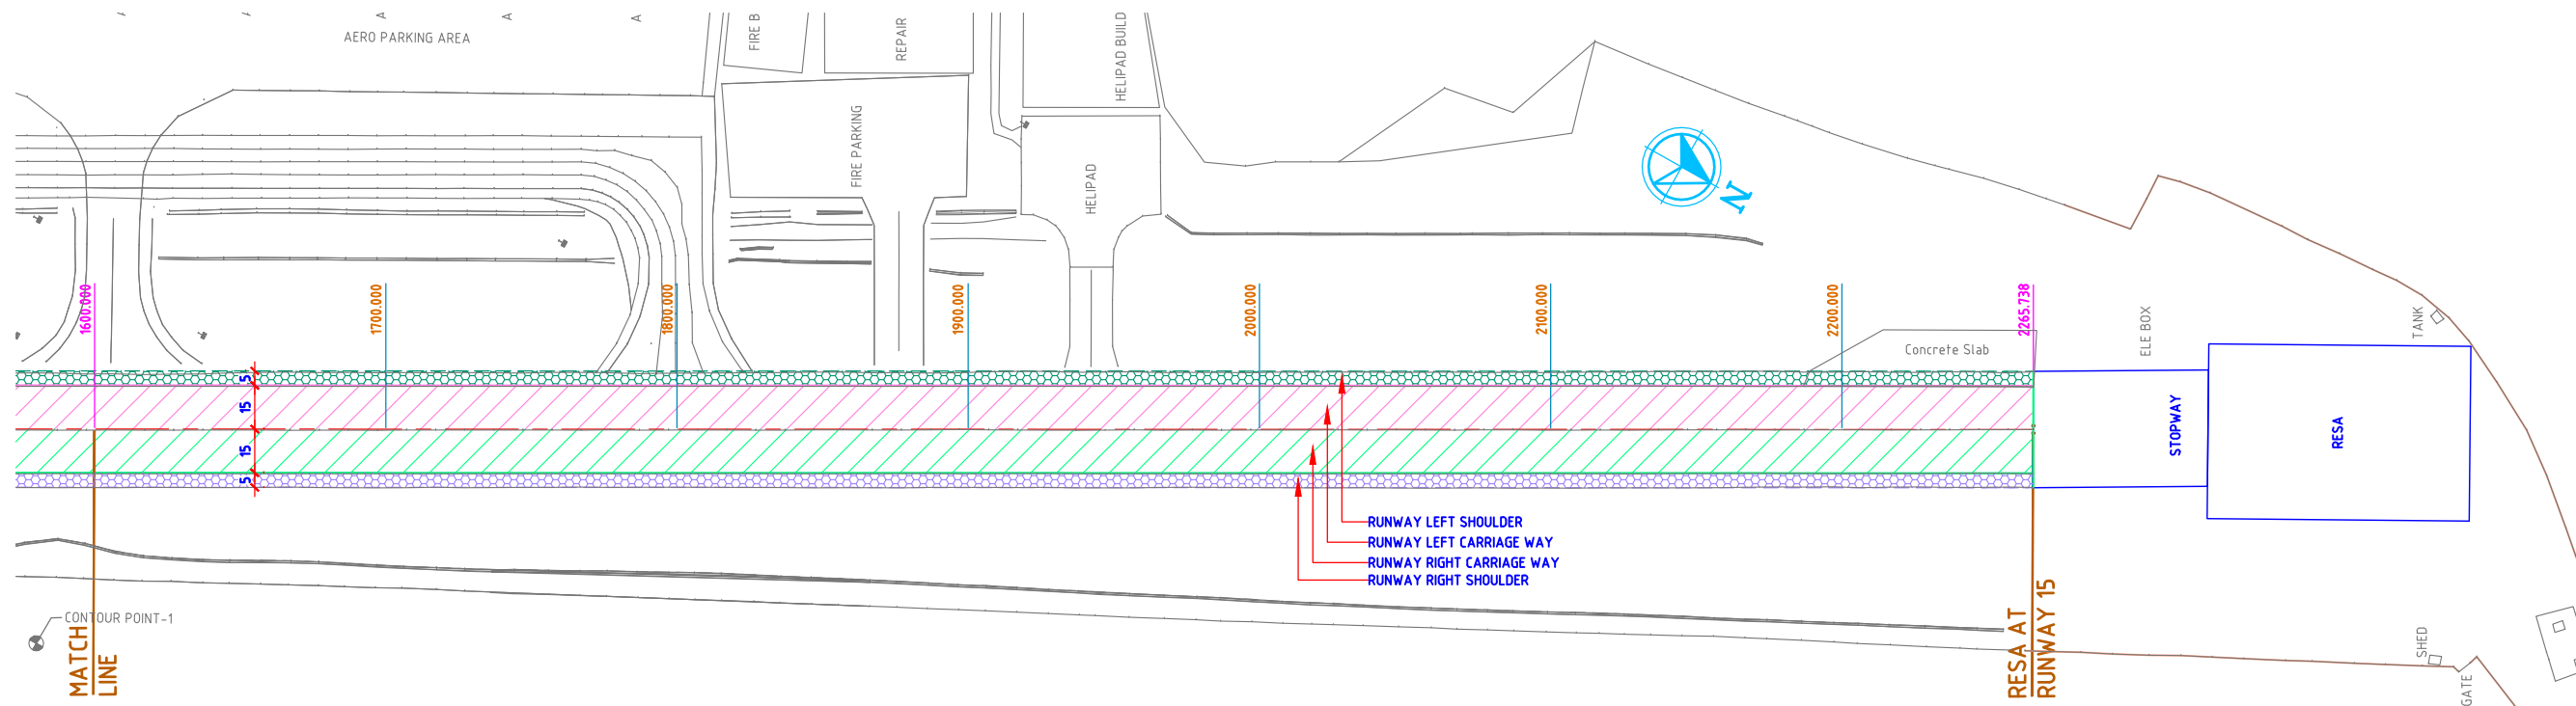 A
A
A
AERO PARKING AREA
FIRE B
REPAIR
HELIPAD BUILD
FIRE PARKING
HELIPAD
N
1600.000
1700.000
1800.000
1900.000
2000.000
2100.000
2200.000
2265.738
Concrete Slab
ELE BOX
TANK
5
15
15
5
STOPWAY
RESA
RUNWAY LEFT SHOULDER
RUNWAY LEFT CARRIAGE WAY
RUNWAY RIGHT CARRIAGE WAY
RUNWAY RIGHT SHOULDER
CONTOUR POINT-1
MATCH
LINE
RESA AT
RUNWAY 15
SHED
GATE